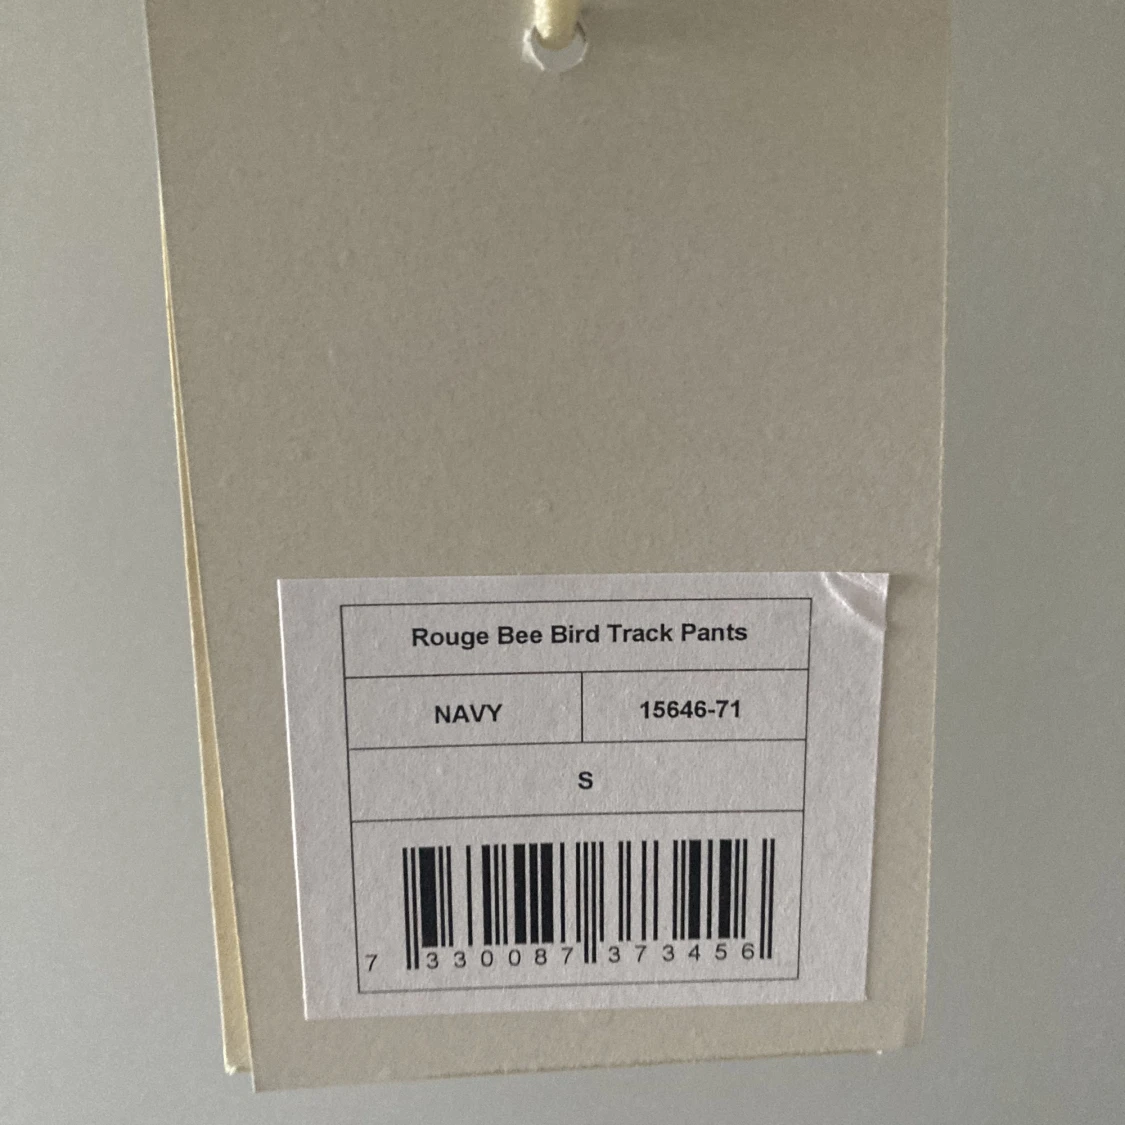 Rouge Bee Bird Track Pants
NAVY 15646-71
S
7 330087 373456